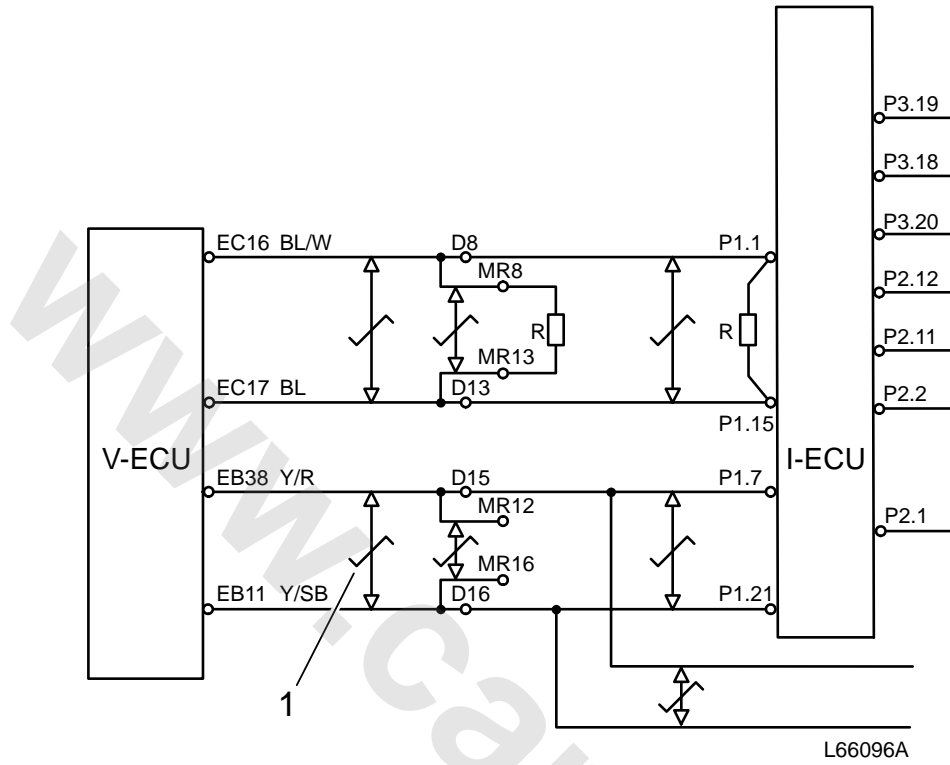 P3.19
P3.18
P3.20
P2.12
P2.11
P2.2
P2.1
EC16 BL/W
D8
P1.1
MR8
R
R
MR13
EC17 BL
D13
P1.15
V-ECU
I-ECU
EB38 Y/R
D15
P1.7
MR12
MR16
EB11 Y/SB
D16
P1.21
1
L66096A
www.ca